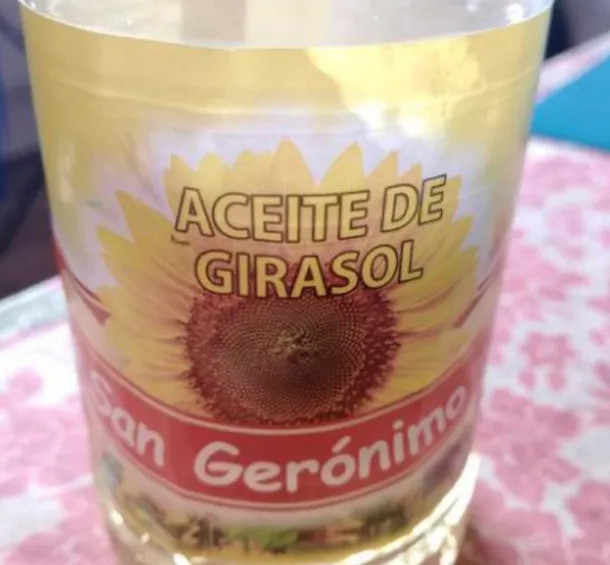 ACEITE DE
GIRASOL
San Gerónimo